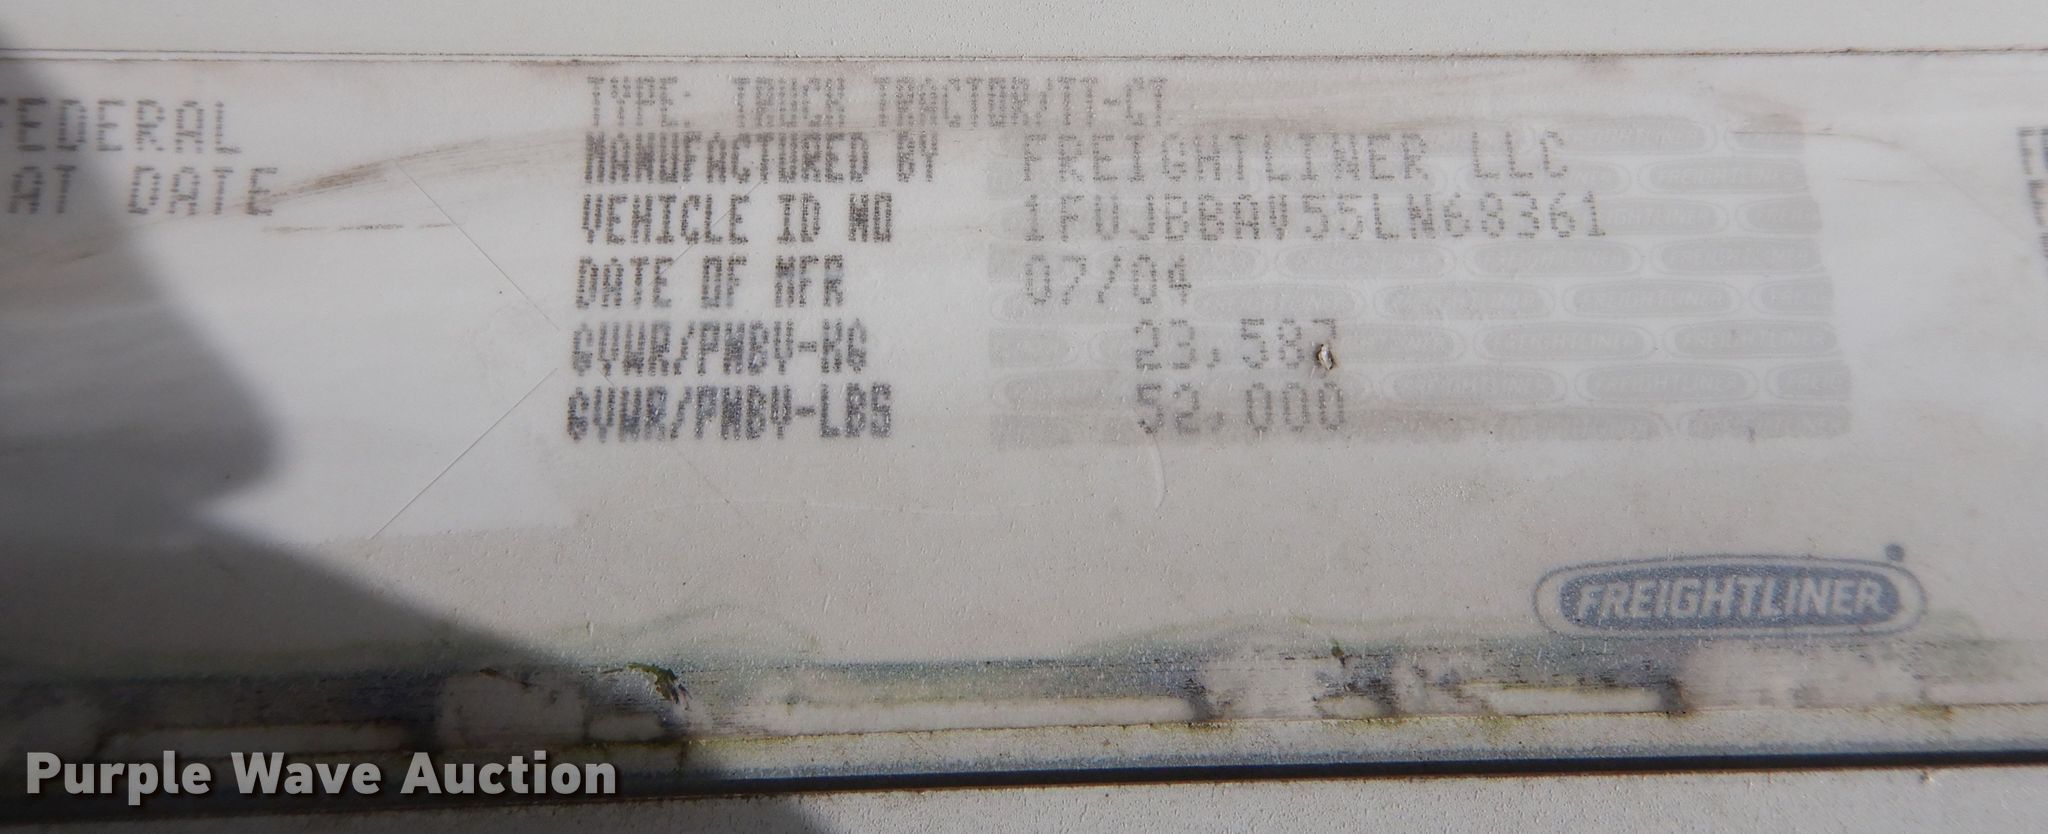 FEDERAL
AT DATE
TYPE: TRUCK TRACTOR/TT-CT
MANUFACTURED BY FREIGHTLINER LLC
VEHICLE ID NO 1FUJBBAV55LN68361
DATE OF MFR 07/04
GVWR/PNBV-KG 23,587
GVWR/PNBV-LBS 52,000
FREIGHTLINER
Purple Wave Auction